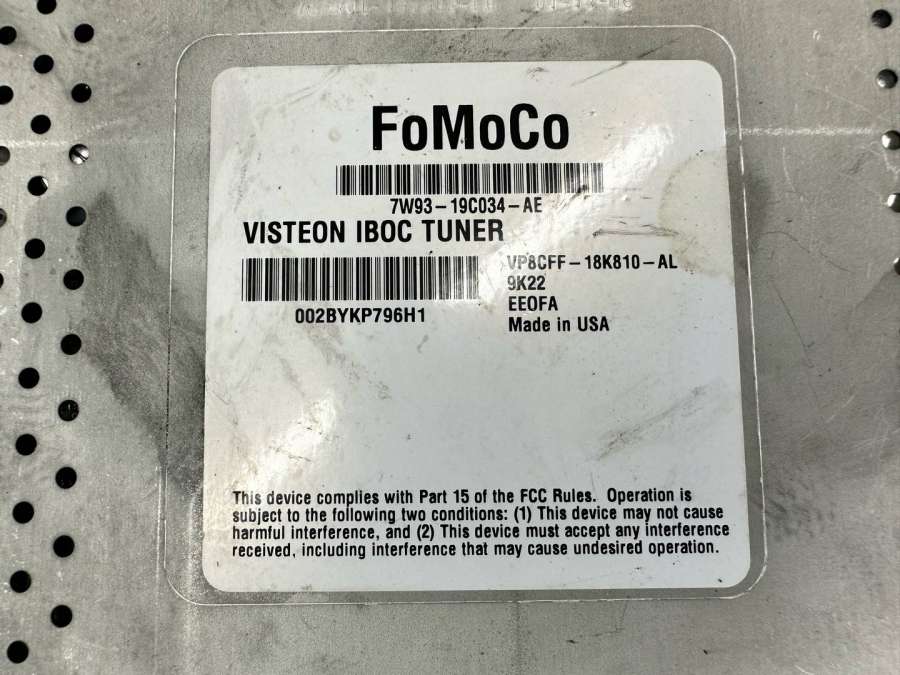 FoMoCo
7W93-19C034-AE
VISTEON IBOC TUNER
VP8CFF-18K810-AL
9K22
EEOFA
Made in USA
002BYKP796H1
This device complies with Part 15 of the FCC Rules. Operation is
subject to the following two conditions: (1) This device may not cause
harmful interference, and (2) This device must accept any interference
received, including interference that may cause undesired operation.